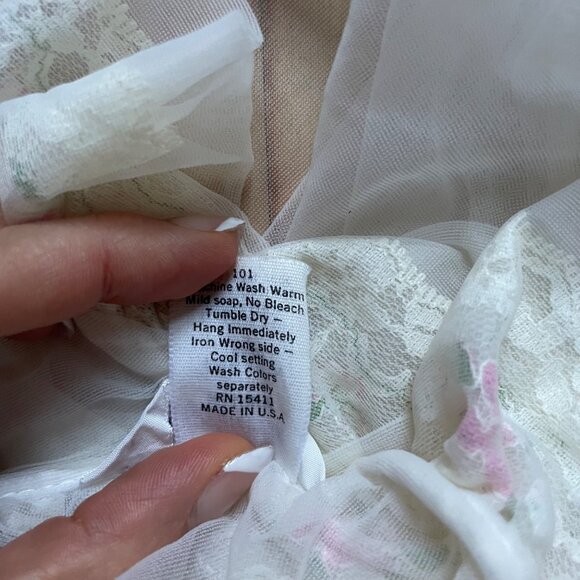 101
Wash Warm
Mild soap, No Bleach
Tumble Dry —
Hang Immediately
Iron Wrong side —
Cool setting
Wash Colors
separately
RN 15411
MADE IN U.S.A